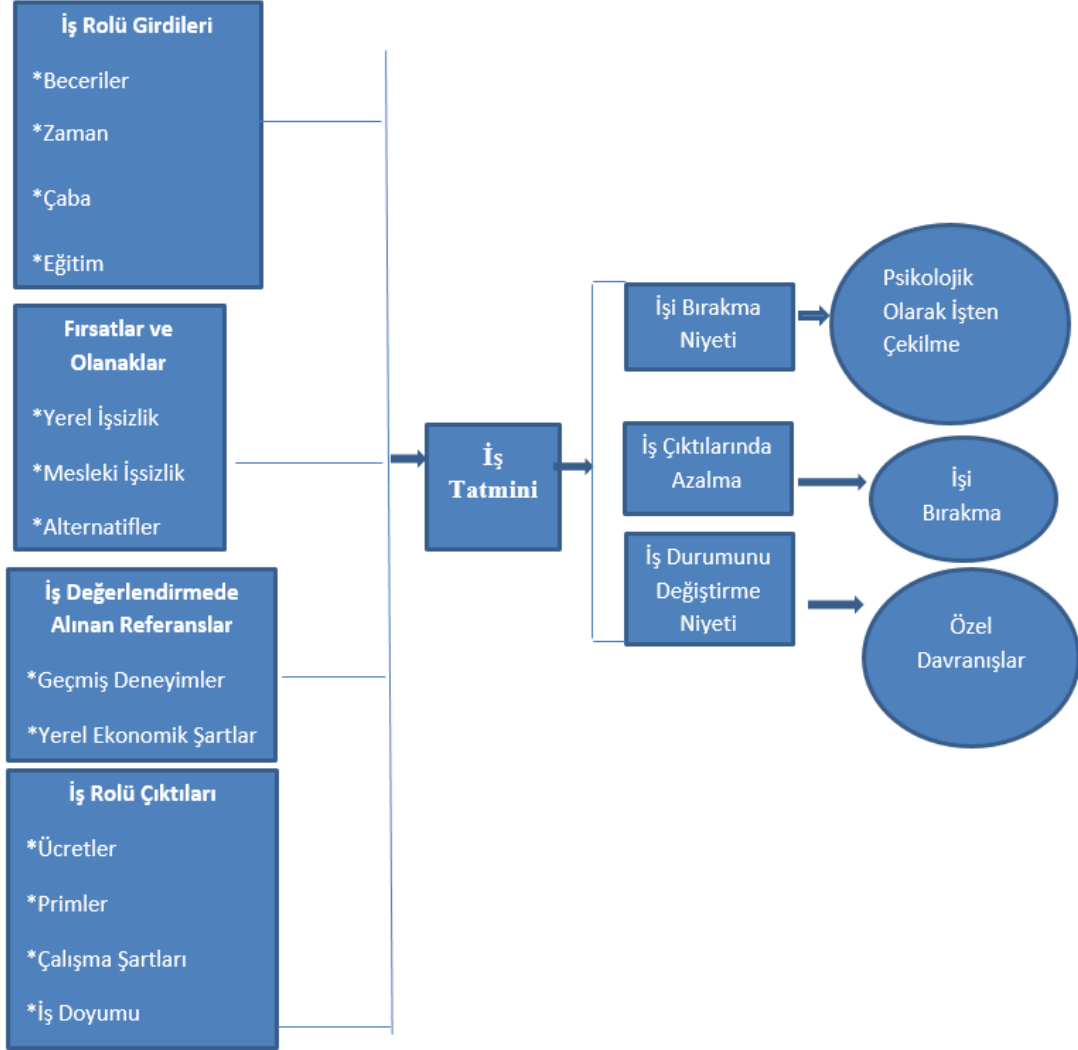 İş Rolü Girdileri
*Beceriler
*Zaman
*Çaba
*Eğitim
Fırsatlar ve
Olanaklar
*Yerel İşsizlik
*Mesleki İşsizlik
*Alternatifler
İş Değerlendirmede
Alınan Referanslar
*Geçmiş Deneyimler
*Yerel Ekonomik Şartlar
İş Rolü Çıktıları
*Ücretler
*Primler
*Çalışma Şartları
*İş Doyumu
İş
Tatmini
İşi Bırakma
Niyeti
İş Çıktılarında
Azalma
İş Durumunu
Değiştirme
Niyeti
Psikolojik
Olarak İşten
Çekilme
İşi
Bırakma
Özel
Davranışlar